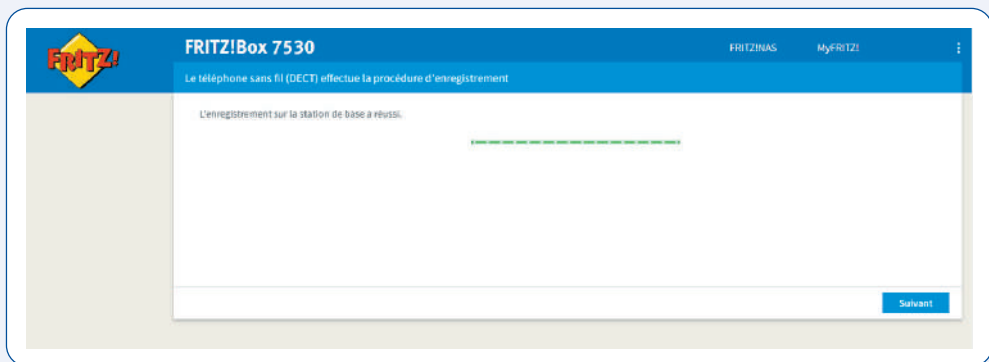 FRITZ!
FRITZ!Box 7530
FRITZ!NAS
MyFRITZ!
Le téléphone sans fil (DECT) effectue la procédure d'enregistrement
L'enregistrement sur la station de base a réussi.
Suivant